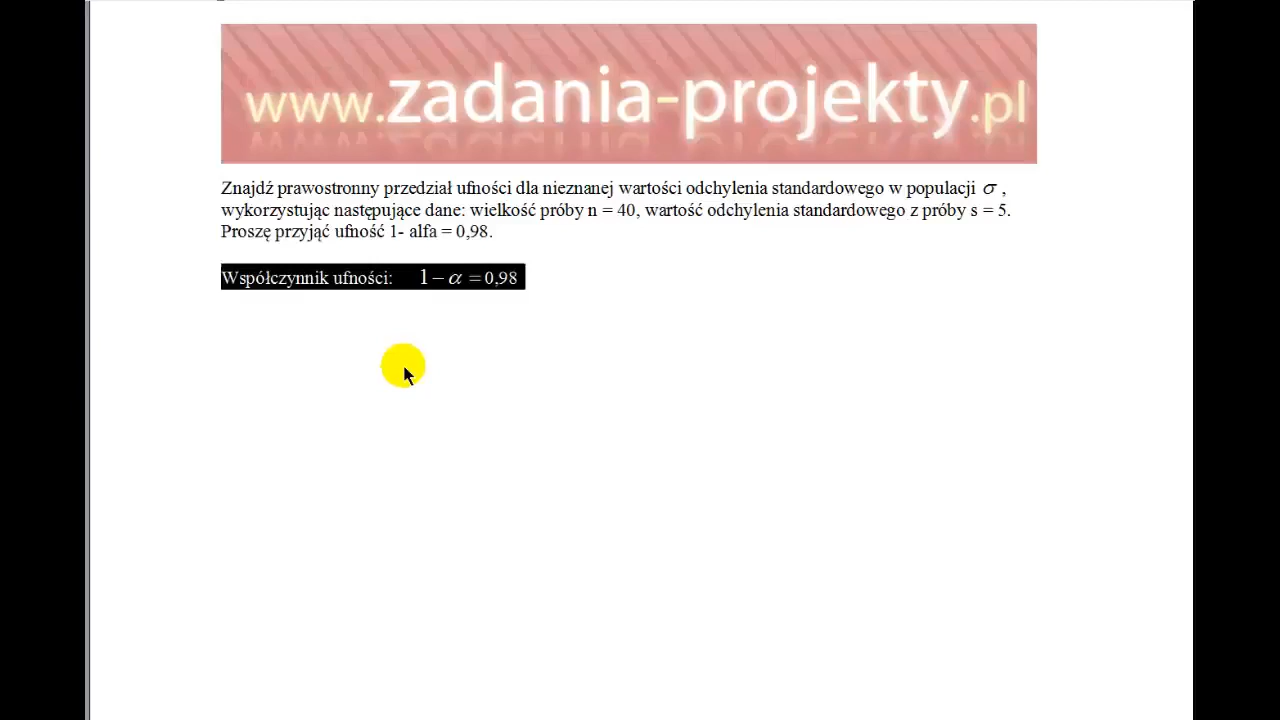 www.zadania-projekty.pl
Znajdź prawostronny przedział ufności dla nieznanej wartości odchylenia standardowego w populacji σ ,
wykorzystując następujące dane: wielkość próby n = 40, wartość odchylenia standardowego z próby s = 5.
Proszę przyjąć ufność 1- alfa = 0,98.
Współczynnik ufności: 1 − α = 0,98